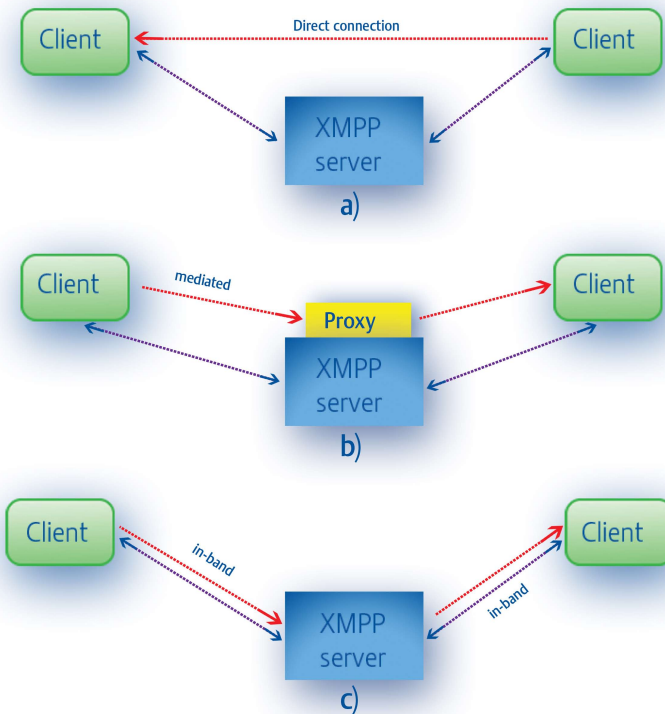 Client
Direct connection
Client
XMPP
server
a)
Client
mediated
Client
Proxy
XMPP
server
b)
Client
in-band
Client
in-band
XMPP
server
c)